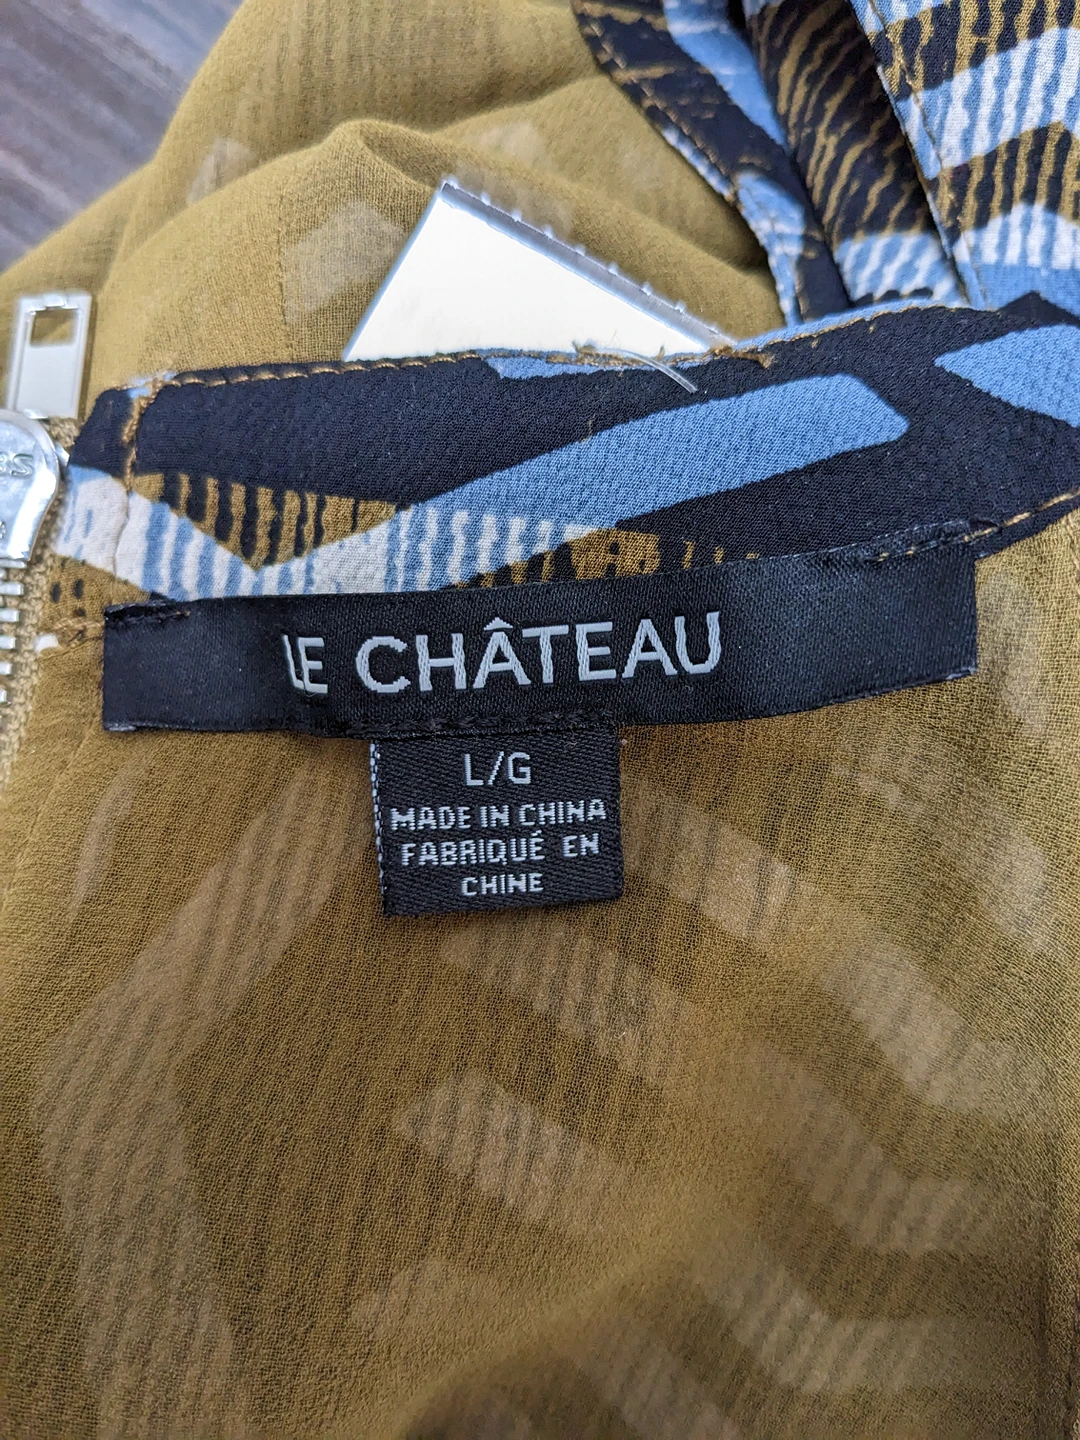 LE CHÂTEAU
L/G
MADE IN CHINA
FABRIQUÉ EN
CHINE